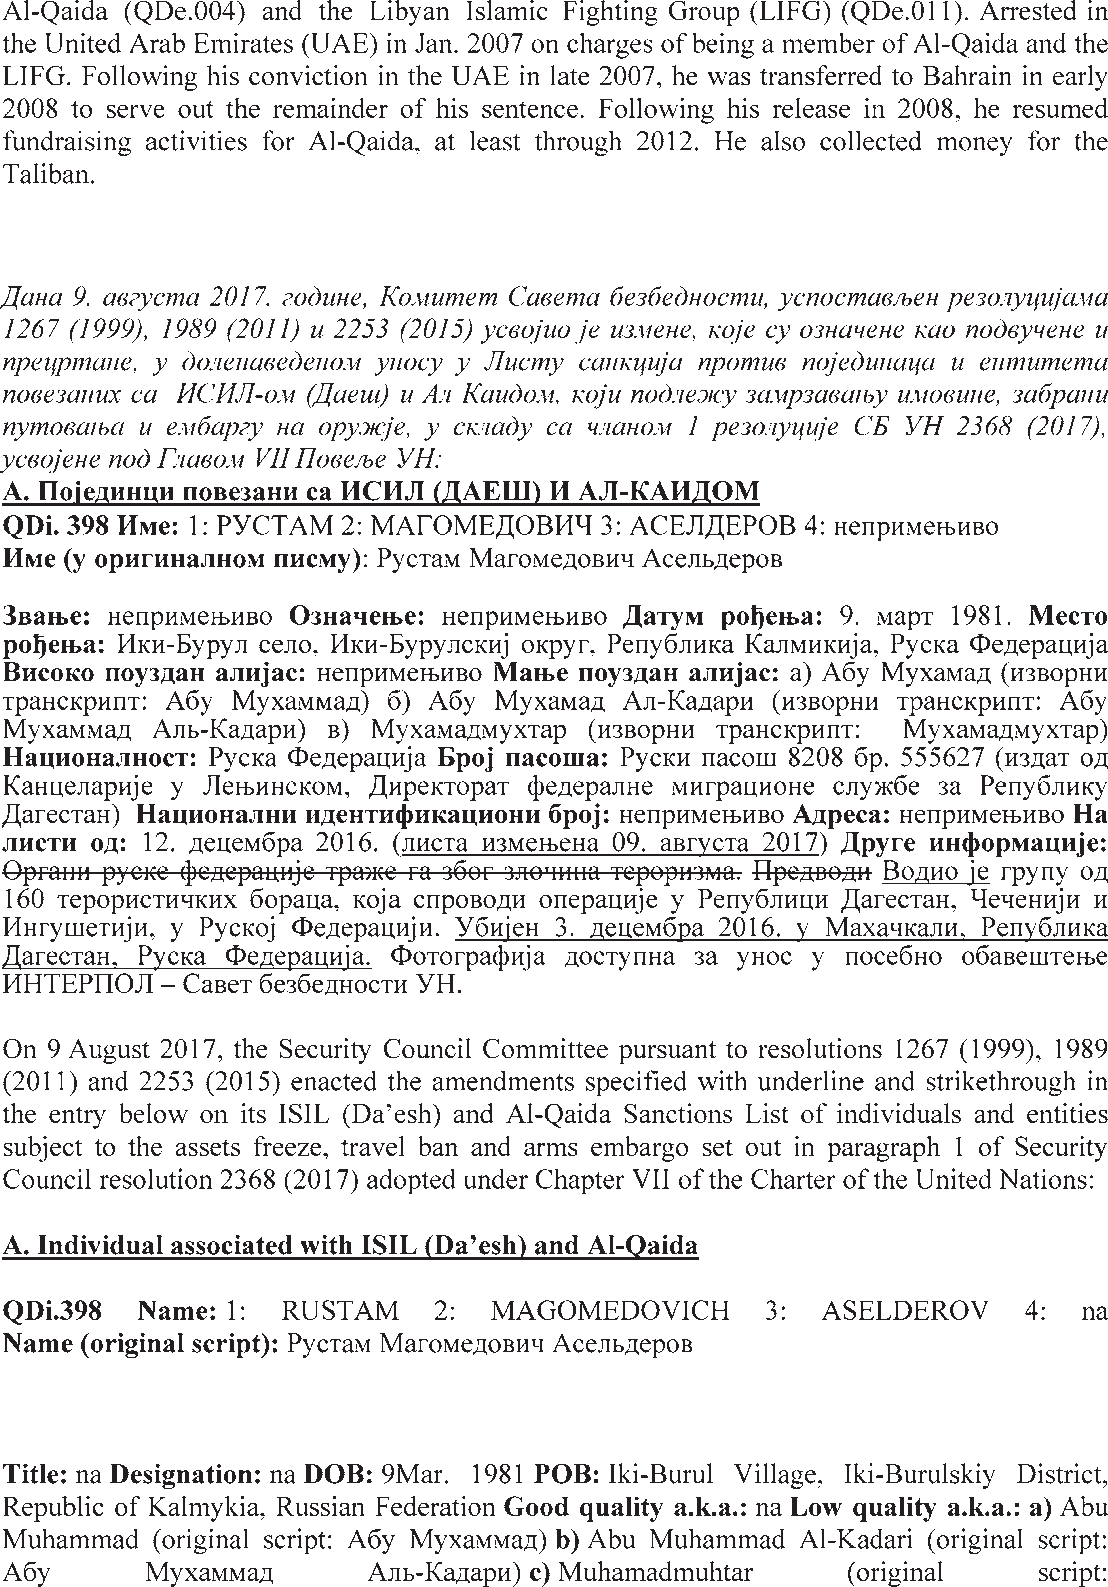 Al-Qaida (QDe.004) and the Libyan Islamic Fighting Group (LIFG) (QDe.011). Arrested in
the United Arab Emirates (UAE) in Jan. 2007 on charges of being a member of Al-Qaida and the
LIFG. Following his conviction in the UAE in late 2007, he was transferred to Bahrain in early
2008 to serve out the remainder of his sentence. Following his release in 2008, he resumed
fundraising activities for Al-Qaida, at least through 2012. He also collected money for the
Taliban.
Дана 9. августа 2017. године, Комитет Савета безбедности, успостављен резолуцијама
1267 (1999), 1989 (2011) и 2253 (2015) усвојио је измене, које су означене као подвучене и
прецртане, у доленаведеном уносу у Листу санкција против појединаца и ентитета
повезаних са ИСИЛ-ом (Даеш) и Ал Каидом, који подлежу замрзавању имовине, забрани
путовања и ембаргу на оружје, у складу са чланом 1 резолуције СБ УН 2368 (2017),
усвојене под Главом VII Повеље УН:
А. Појединци повезани са ИСИЛ (ДАЕШ) И АЛ-КАИДОМ
QDi. 398 Име: 1: РУСТАМ 2: МАГОМЕДОВИЧ 3: АСЕЛДЕРОВ 4: непримењиво
Име (у оригиналном писму): Рустам Магомедович Асельдеров
Звање: непримењиво Означење: непримењиво Датум рођења: 9. март 1981. Место
рођења: Ики-Бурул село, Ики-Бурулскиј округ, Република Калмикија, Руска Федерација
Високо поуздан алијас: непримењиво Мање поуздан алијас: а) Абу Мухамад (изворни
транскрипт: Абу Мухаммад) б) Абу Мухамад Ал-Кадари (изворни транскрипт: Абу
Мухаммад Аль-Кадари) в) Мухамадмухтар (изворни транскрипт: Мухамадмухтар)
Националност: Руска Федерација Број пасоша: Руски пасош 8208 бр. 555627 (издат од
Канцеларије у Лењинском, Директорат федералне миграционе службе за Републику
Дагестан) Национални идентификациони број: непримењиво Адреса: непримењиво На
листи од: 12. децембра 2016. (листа измењена 09. августа 2017) Друге информације:
Органи руске федерације траже га због злочина тероризма. Предводи Водио је групу од
160 терористичких бораца, која спроводи операције у Републици Дагестан, Чеченији и
Ингушетији, у Руској Федерацији. Убијен 3. децембра 2016. у Махачкали, Република
Дагестан, Руска Федерација. Фотографија доступна за унос у посебно обавештење
ИНТЕРПОЛ – Савет безбедности УН.
On 9 August 2017, the Security Council Committee pursuant to resolutions 1267 (1999), 1989
(2011) and 2253 (2015) enacted the amendments specified with underline and strikethrough in
the entry below on its ISIL (Da’esh) and Al-Qaida Sanctions List of individuals and entities
subject to the assets freeze, travel ban and arms embargo set out in paragraph 1 of Security
Council resolution 2368 (2017) adopted under Chapter VII of the Charter of the United Nations:
A. Individual associated with ISIL (Da’esh) and Al-Qaida
QDi.398 Name: 1: RUSTAM 2: MAGOMEDOVICH 3: ASELDEROV 4: na
Name (original script): Рустам Магомедович Асельдеров
Title: na Designation: na DOB: 9Mar. 1981 POB: Iki-Burul Village, Iki-Burulskiy District,
Republic of Kalmykia, Russian Federation Good quality a.k.a.: na Low quality a.k.a.: a) Abu
Muhammad (original script: Абу Мухаммад) b) Abu Muhammad Al-Kadari (original script:
Абу Мухаммад Аль-Кадари) c) Muhamadmuhtar (original script: